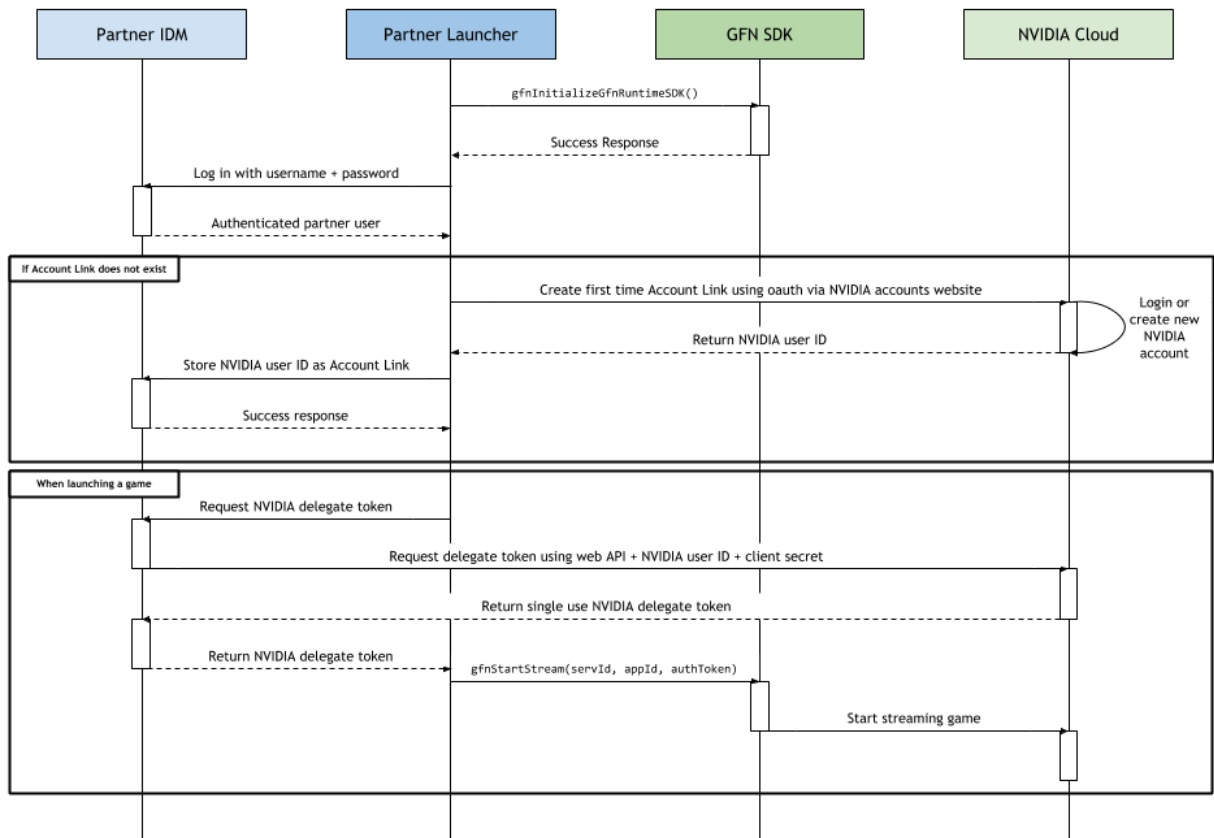 Partner IDM
Partner Launcher
GFN SDK
NVIDIA Cloud
gfnInitializeGfnRuntimeSDK()
Success Response
Log in with username + password
Authenticated partner user
If Account Link does not exist
Create first time Account Link using oauth via NVIDIA accounts website
Login or
create new
NVIDIA
account
Return NVIDIA user ID
Store NVIDIA user ID as Account Link
Success response
When launching a game
Request NVIDIA delegate token
Request delegate token using web API + NVIDIA user ID + client secret
Return single use NVIDIA delegate token
Return NVIDIA delegate token
gfnStartStream(servId, appId, authToken)
Start streaming game